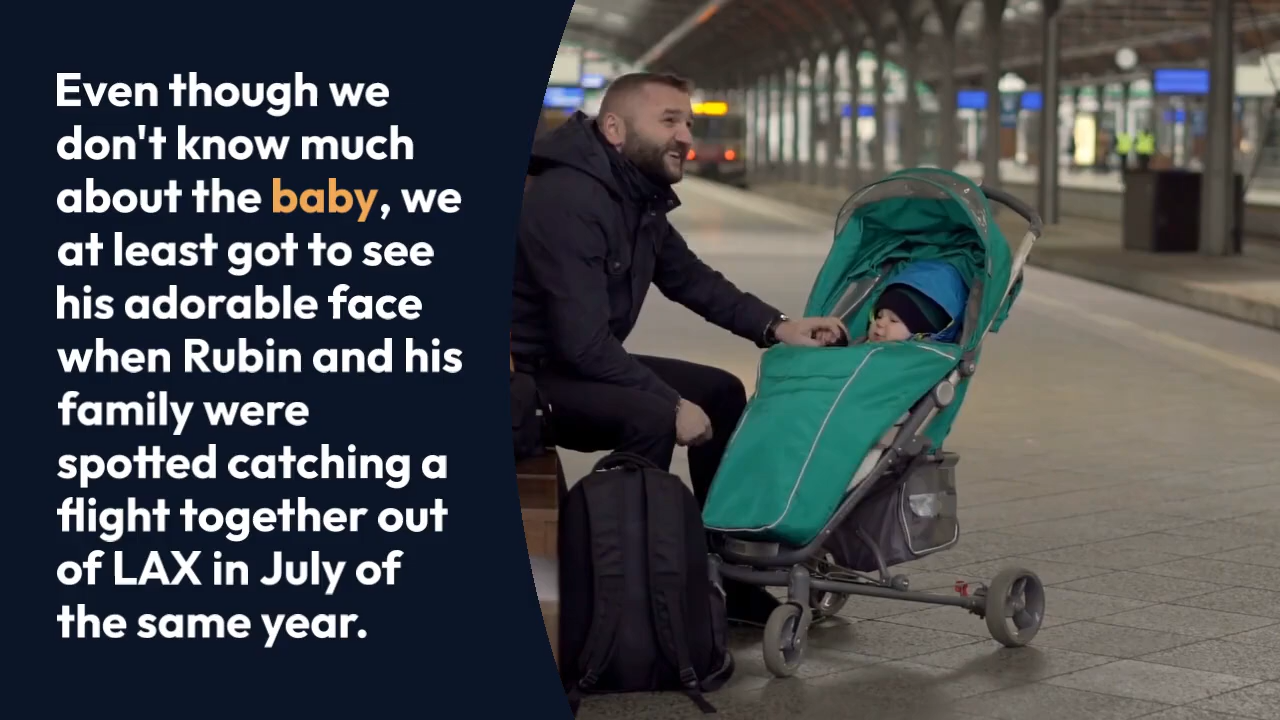 Even though we
don't know much
about the baby, we
at least got to see
his adorable face
when Rubin and his
family were
spotted catching a
flight together out
of LAX in July of
the same year.